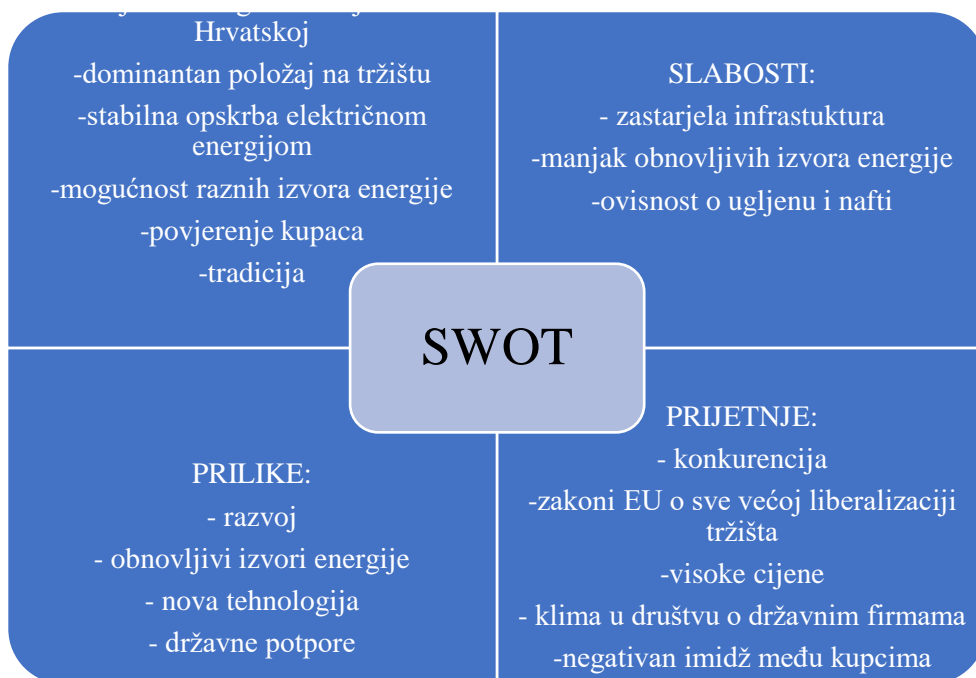 Hrvatskoj
-dominantan položaj na tržištu
-stabilna opskrba električnom
energijom
-mogućnost raznih izvora energije
-povjerenje kupaca
-tradicija
SLABOSTI:
- zastarjela infrastuktura
-manjak obnovljivih izvora energije
-ovisnost o ugljenu i nafti
SWOT
PRILIKE:
- razvoj
- obnovljivi izvori energije
- nova tehnologija
- državne potpore
PRIJETNJE:
- konkurencija
-zakoni EU o sve većoj liberalizaciji
tržišta
-visoke cijene
- klima u društvu o državnim firmama
-negativan imidž među kupcima